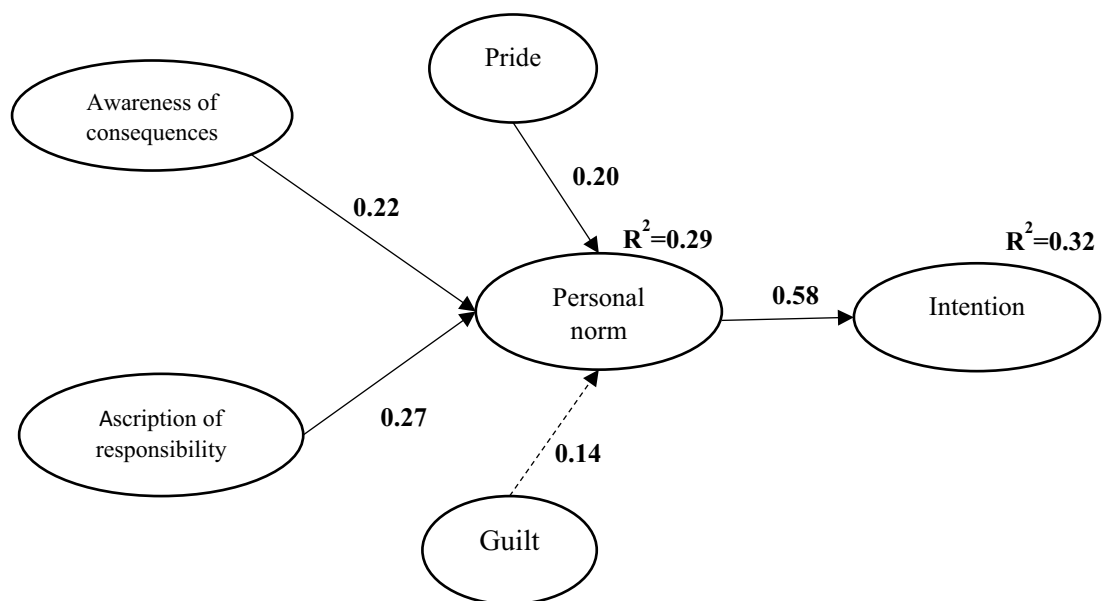 Pride
Awareness of
consequences
0.20
0.22
R²=0.29
R²=0.32
Personal
norm
0.58
Intention
Ascription of
responsibility
0.27
0.14
Guilt